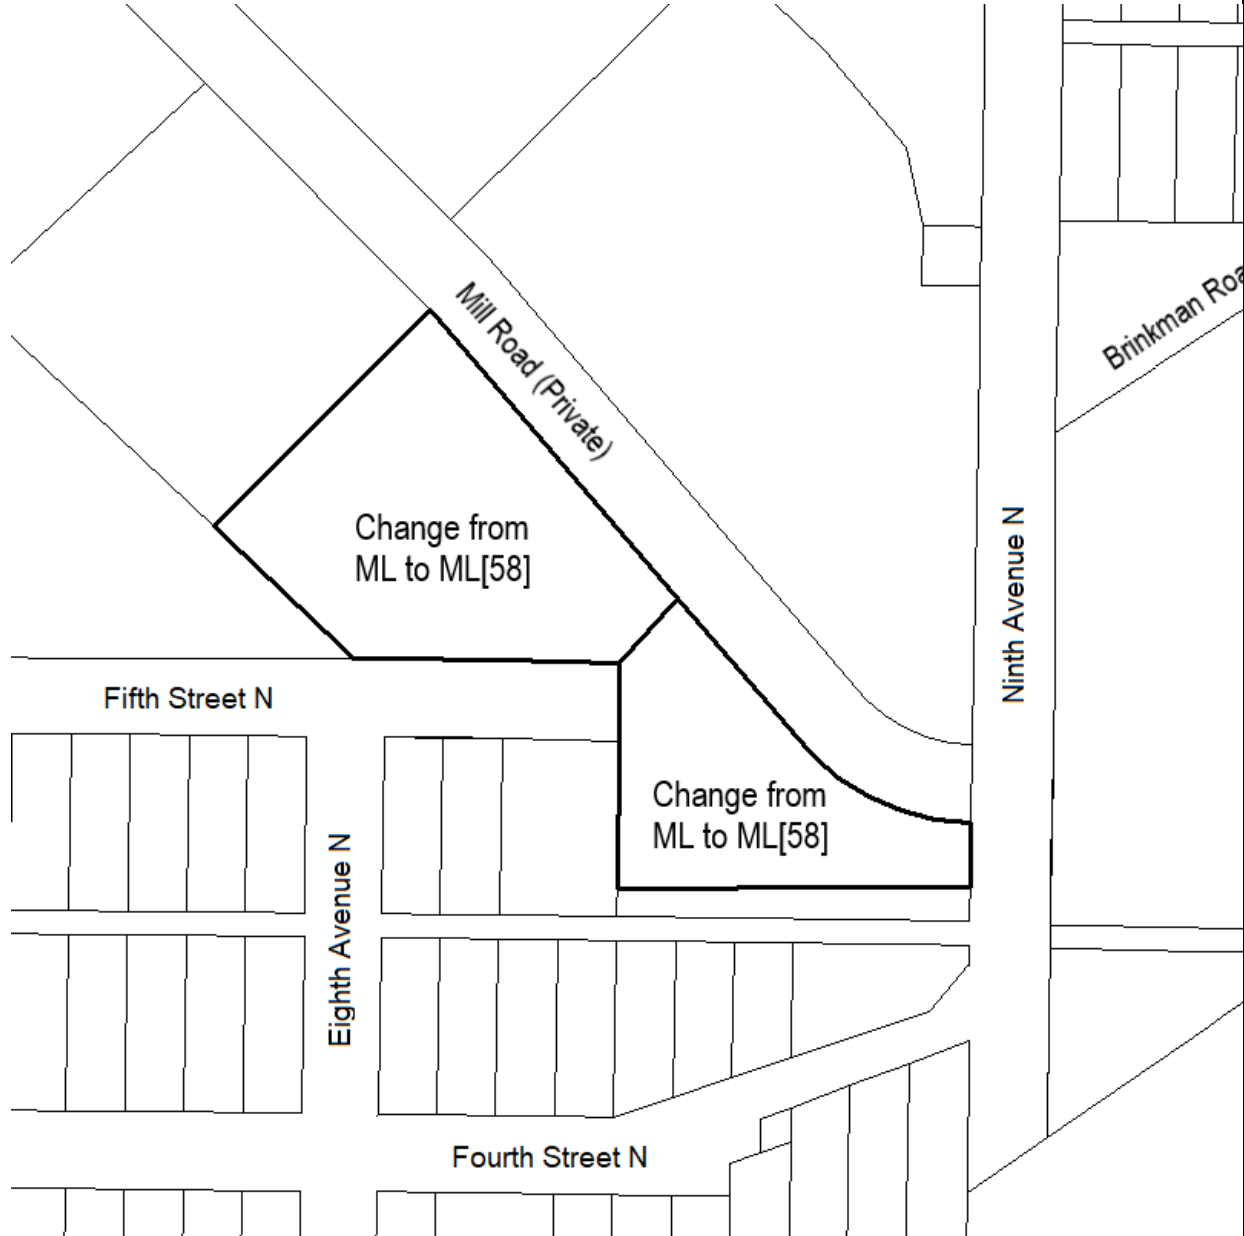 Mill Road (Private)
Brinkman Roa
Change from
ML to ML[58]
Ninth Avenue N
Fifth Street N
Change from
ML to ML[58]
Eighth Avenue N
Fourth Street N